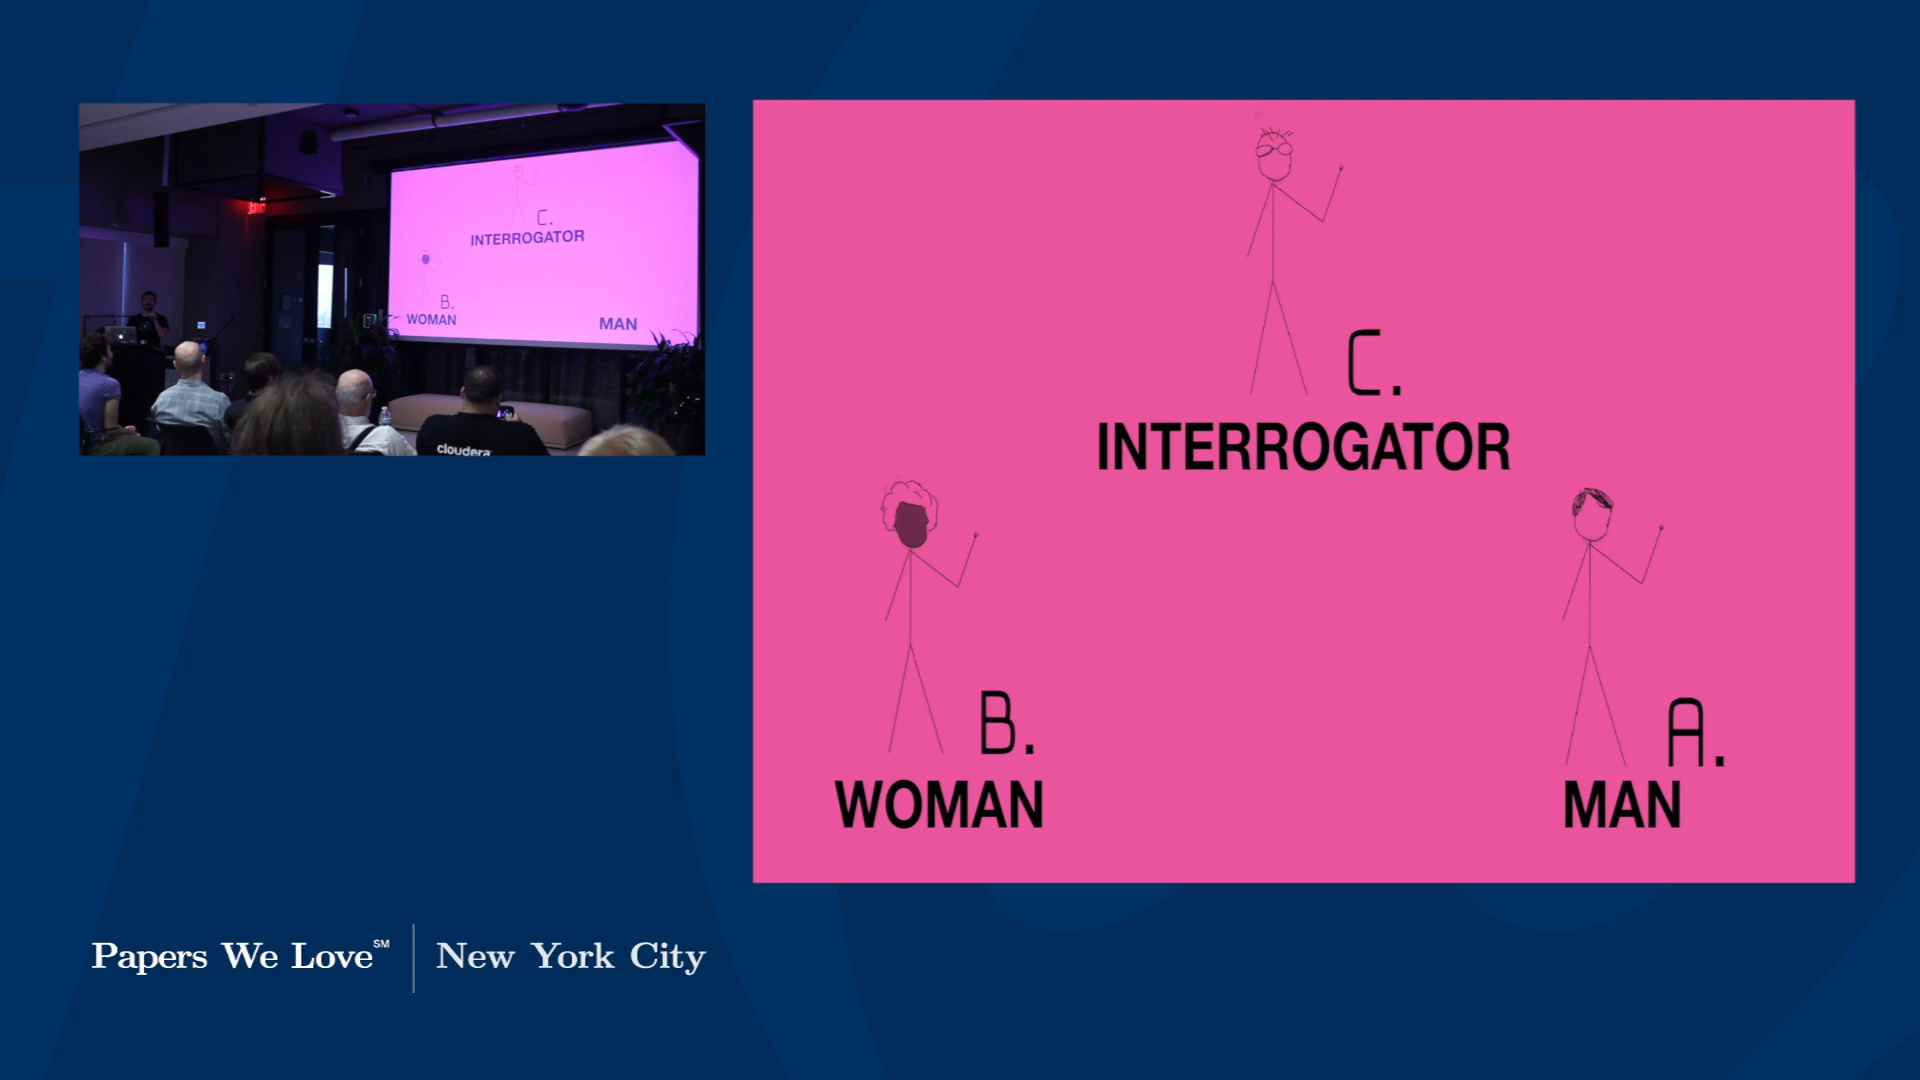 C.
INTERROGATOR
B.
WOMAN
MAN
cloudera
C.
INTERROGATOR
B.
WOMAN
A.
MAN
Papers We Love℠ | New York City